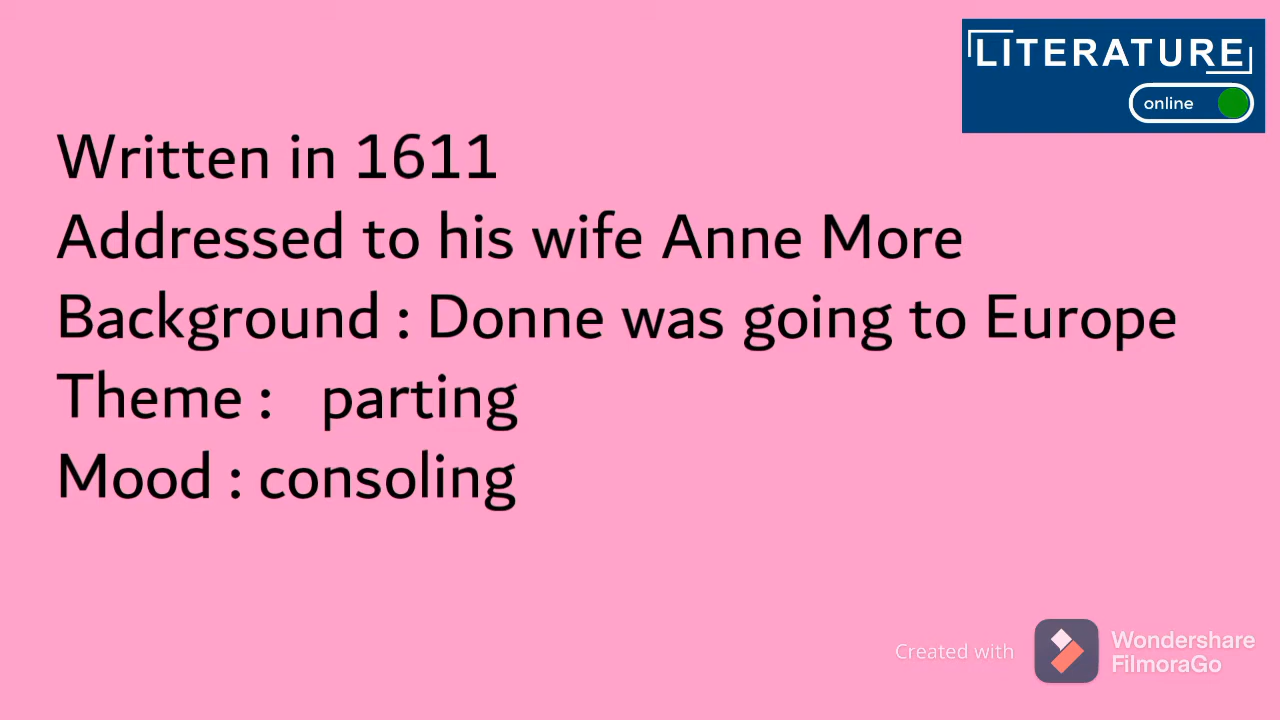 LITERATURE
online
Written in 1611
Addressed to his wife Anne More
Background : Donne was going to Europe
Theme : parting
Mood : consoling
Created with
Wondershare
FilmoraGo